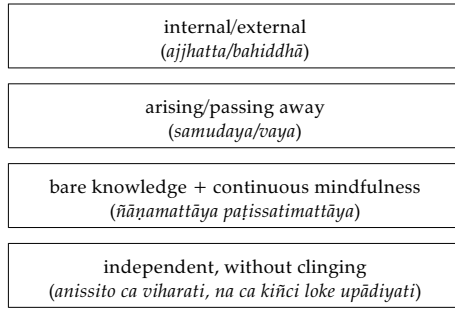 internal/external
(ajjhatta/bahiddhā)
arising/passing away
(samudaya/vaya)
bare knowledge + continuous mindfulness
(ñāṇamattāya paṭissatimattāya)
independent, without clinging
(anissito ca viharati, na ca kiñci loke upādiyati)